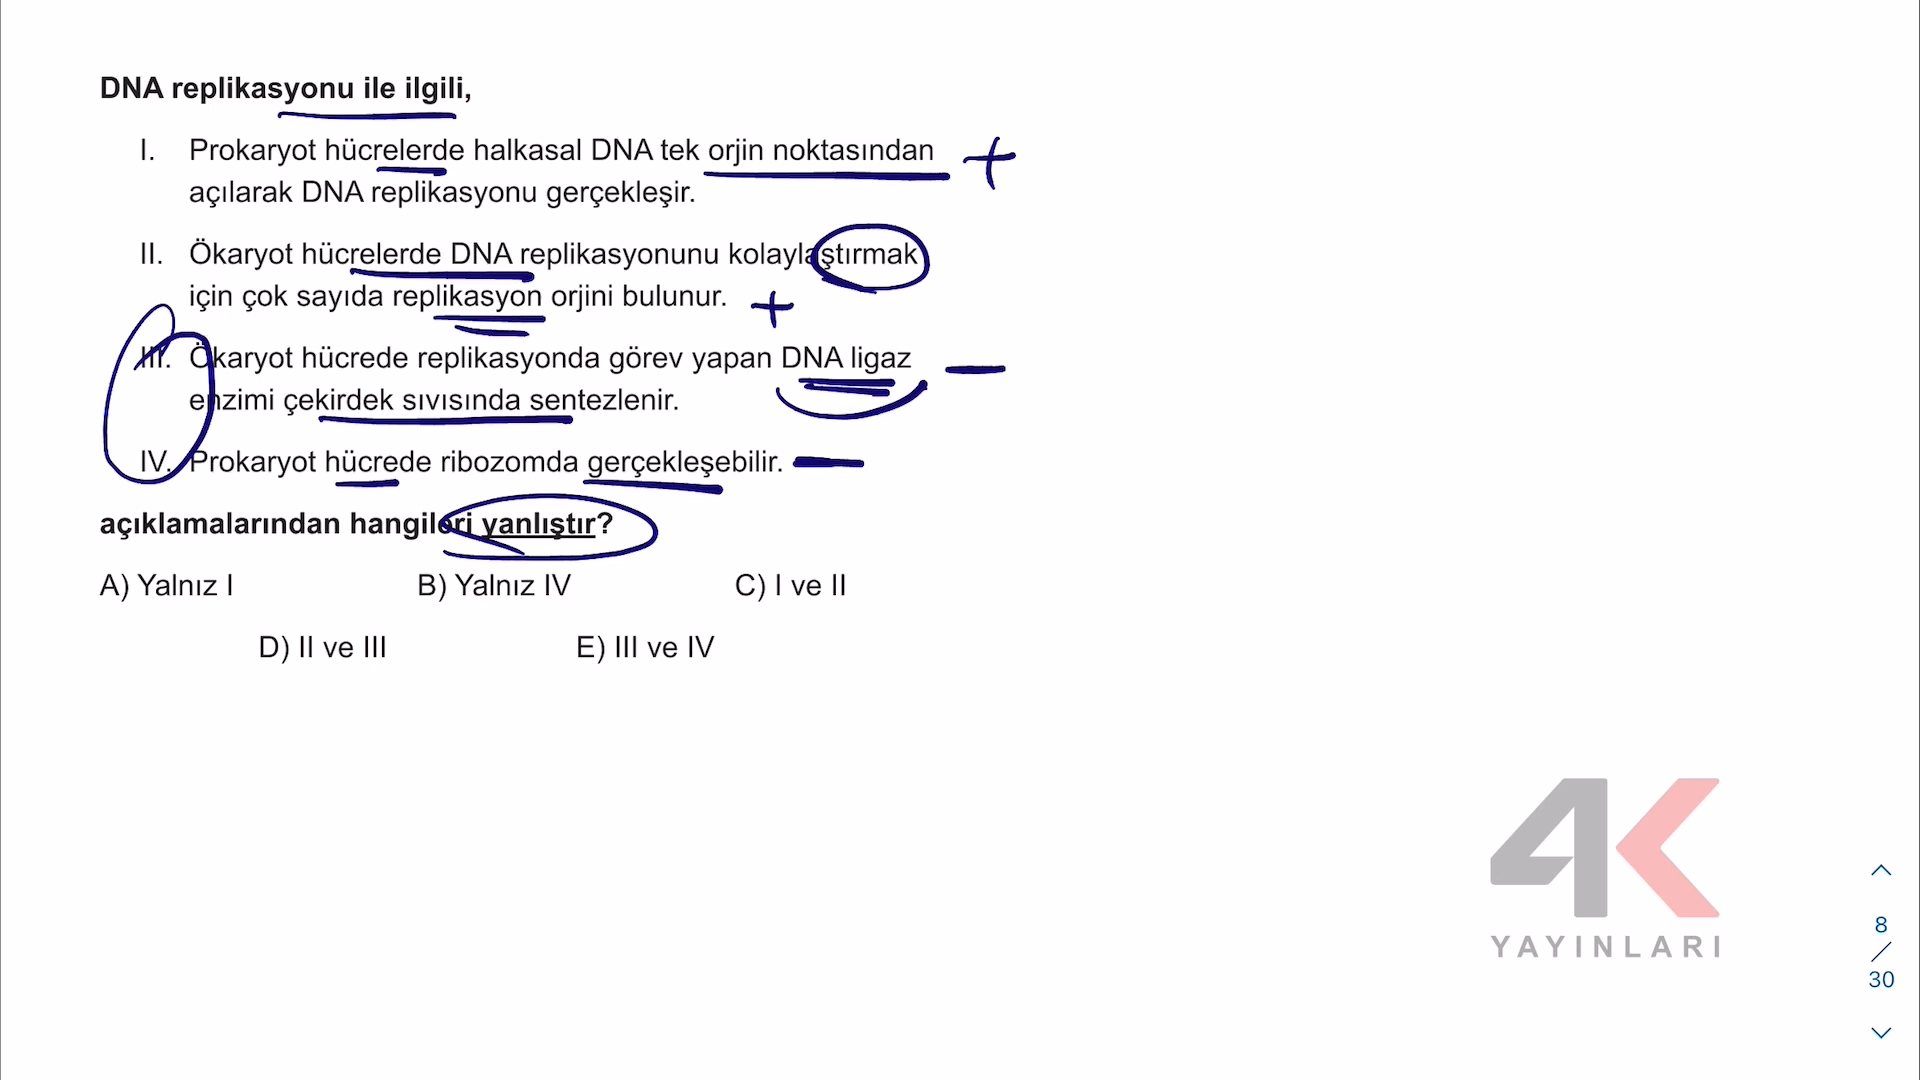 DNA replikasyonu ile ilgili,
I. Prokaryot hücrelerde halkasal DNA tek orjin noktasından
açılarak DNA replikasyonu gerçekleşir.
+
II. Ökaryot hücrelerde DNA replikasyonunu kolaylaştırmak
için çok sayıda replikasyon orjini bulunur.
+
III. Ökaryot hücrede replikasyonda görev yapan DNA ligaz
enzimi çekirdek sıvısında sentezlenir.
—
IV. Prokaryot hücrede ribozomda gerçekleşebilir. —
açıklamalarından hangileri yanlıştır?
A) Yalnız I B) Yalnız IV C) I ve II
D) II ve III E) III ve IV
4K
YAYINLARI
8
/
30